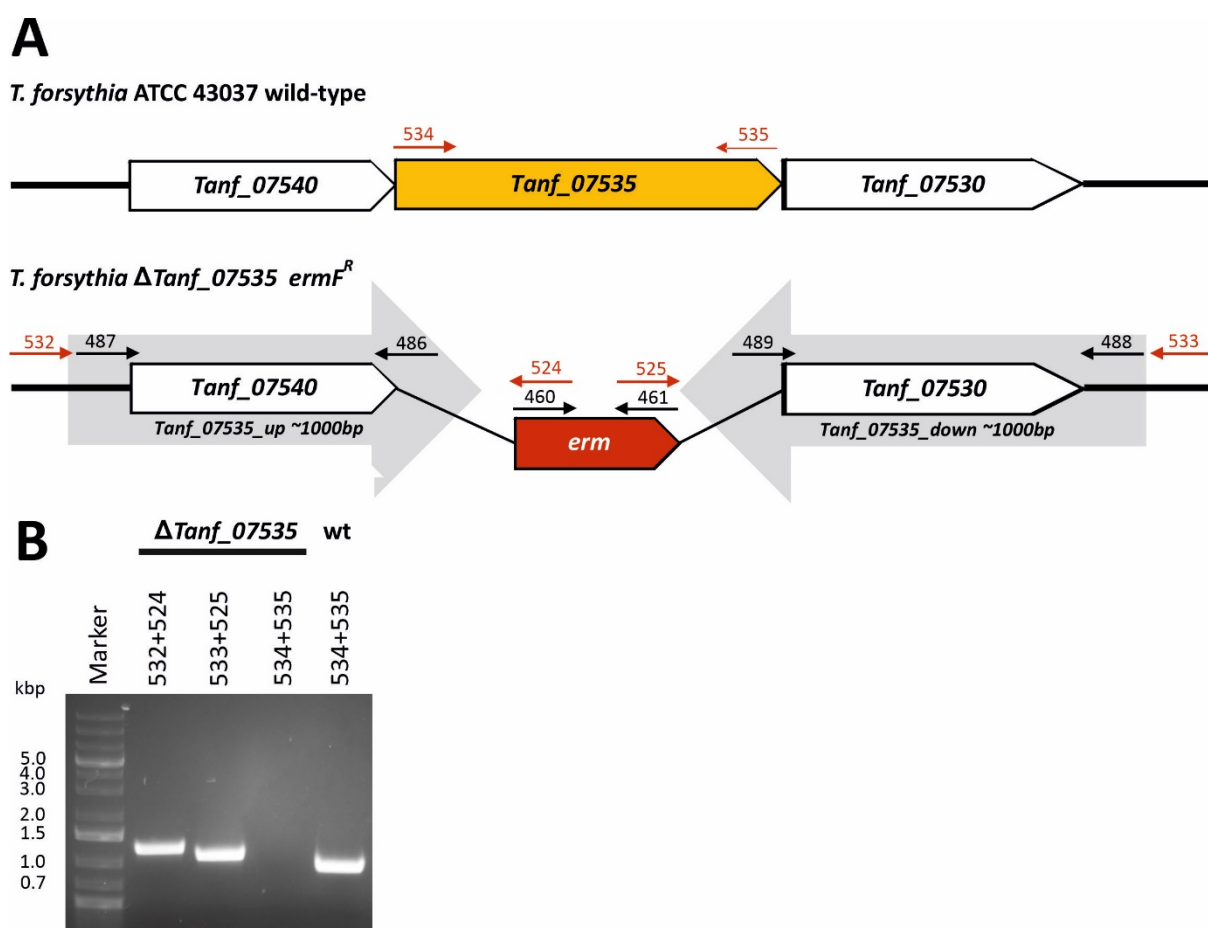 A
T. forsythia ATCC 43037 wild-type
534 535
Tanf_07540 Tanf_07535 Tanf_07530
T. forsythia ΔTanf_07535 ermF^R
532 487 486 489 488 533
524 525
460 461
Tanf_07540 Tanf_07530
Tanf_07535_up ~1000bp Tanf_07535_down ~1000bp
erm
B
ΔTanf_07535 wt
Marker 532+524 533+525 534+535 534+535
kbp
5.0
4.0
3.0
2.0
1.5
1.0
0.7